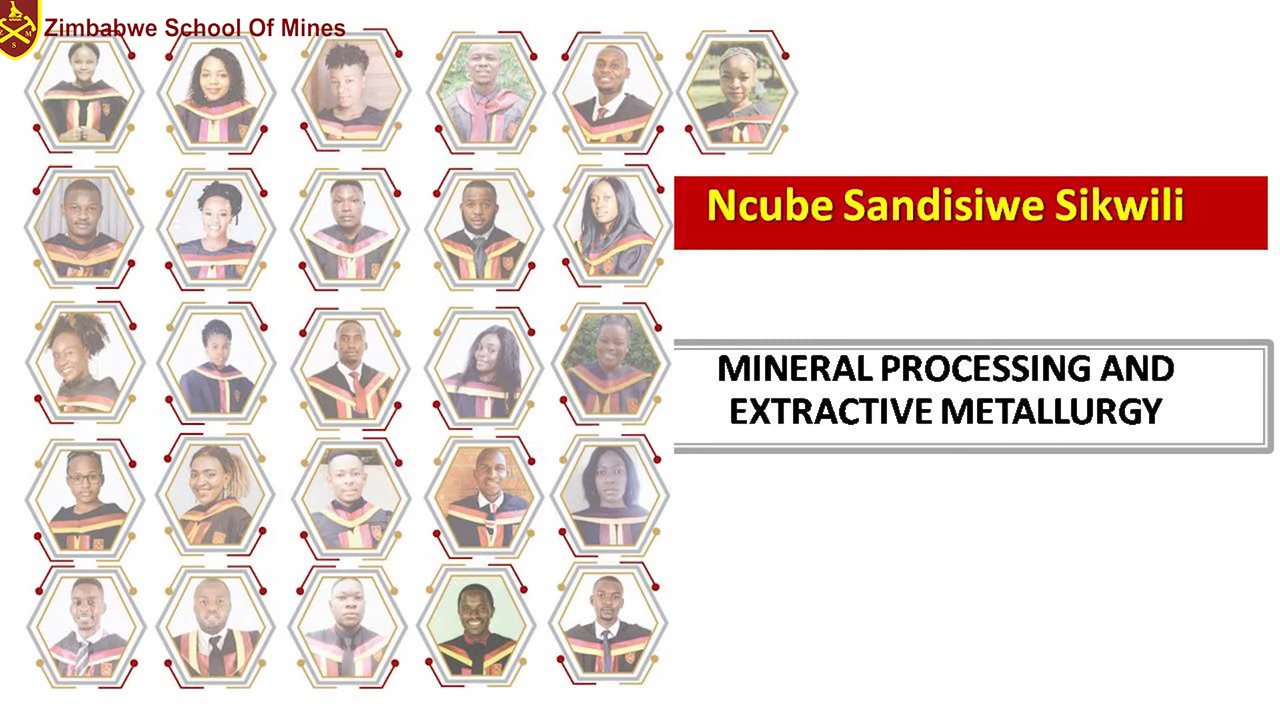 Zimbabwe School Of Mines
Ncube Sandisiwe Sikwili
MINERAL PROCESSING AND
EXTRACTIVE METALLURGY